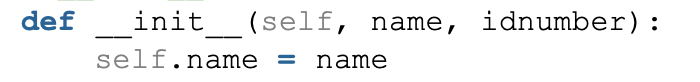 def __init__(self, name, idnumber):
    self.name = name